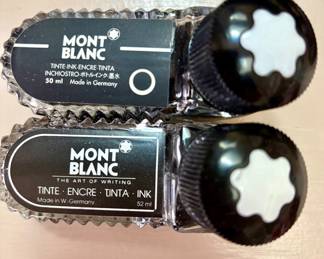 MONT
BLANC
TINTE·INK·ENCRE TINTA
INCHIOSTRO·ボトルインク 墨水
50 ml Made in Germany
MONT
BLANC
THE ART OF WRITING
TINTE · ENCRE · TINTA · INK
Made in W.-Germany 52 ml